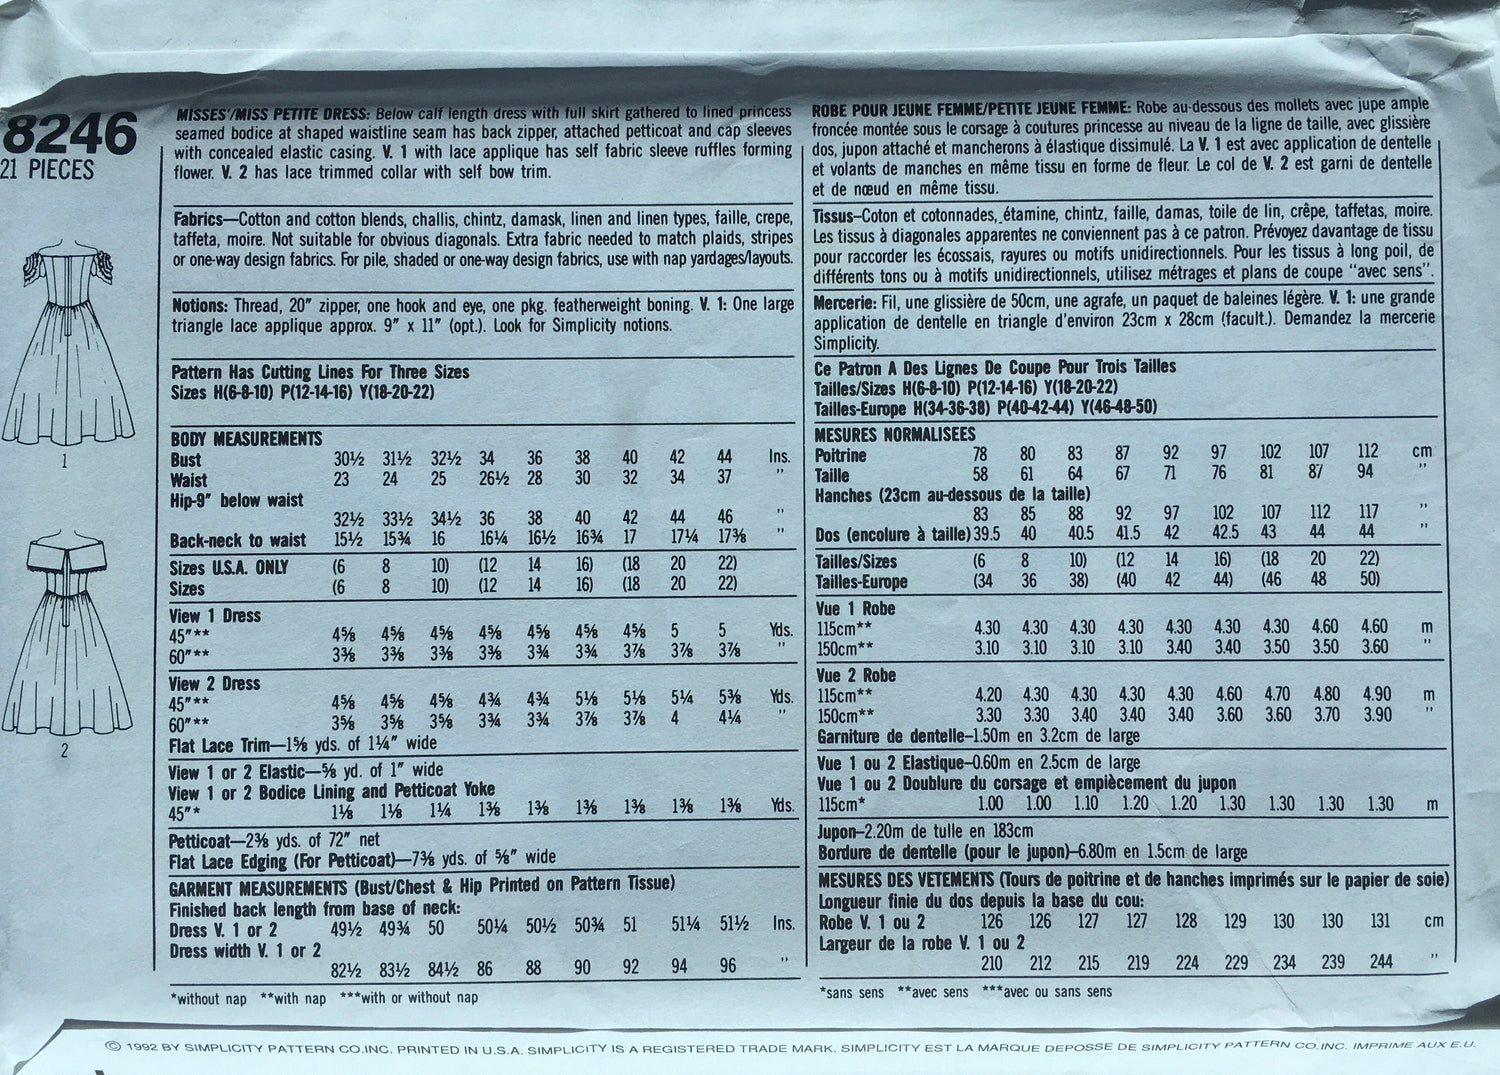 8246
21 PIECES
1
2
MISSES'/MISS PETITE DRESS: Below calf length dress with full skirt gathered to lined princess
seamed bodice at shaped waistline seam has back zipper, attached petticoat and cap sleeves
with concealed elastic casing. V. 1 with lace applique has self fabric sleeve ruffles forming
flower. V. 2 has lace trimmed collar with self bow trim.
Fabrics—Cotton and cotton blends, challis, chintz, damask, linen and linen types, faille, crepe,
taffeta, moire. Not suitable for obvious diagonals. Extra fabric needed to match plaids, stripes
or one-way design fabrics. For pile, shaded or one-way design fabrics, use with nap yardages/layouts.
Notions: Thread, 20″ zipper, one hook and eye, one pkg. featherweight boning. V. 1: One large
triangle lace applique approx. 9″ x 11″ (opt.). Look for Simplicity notions.
Pattern Has Cutting Lines For Three Sizes
Sizes H(6-8-10) P(12-14-16) Y(18-20-22)
BODY MEASUREMENTS
Bust 30½ 31½ 32½ 34 36 38 40 42 44 Ins.
Waist 23 24 25 26½ 28 30 32 34 37 ″
Hip-9″ below waist
32½ 33½ 34½ 36 38 40 42 44 46 ″
Back-neck to waist 15½ 15¾ 16 16¼ 16½ 16¾ 17 17¼ 17⅜ ″
Sizes U.S.A. ONLY (6 8 10) (12 14 16) (18 20 22)
Sizes (6 8 10) (12 14 16) (18 20 22)
View 1 Dress
45″** 4⅝ 4⅝ 4⅝ 4⅝ 4⅝ 4⅝ 4⅝ 5 5 Yds.
60″** 3⅜ 3⅜ 3⅜ 3⅜ 3¾ 3¾ 3⅞ 3⅞ 3⅞ ″
View 2 Dress
45″** 4⅝ 4⅝ 4⅝ 4¾ 4¾ 5⅛ 5⅛ 5¼ 5⅜ Yds.
60″** 3⅝ 3⅝ 3⅝ 3¾ 3¾ 3⅞ 3⅞ 4 4¼ ″
Flat Lace Trim—1⅝ yds. of 1¼″ wide
View 1 or 2 Elastic—⅝ yd. of 1″ wide
View 1 or 2 Bodice Lining and Petticoat Yoke
45″* 1⅛ 1⅛ 1¼ 1⅜ 1⅜ 1⅜ 1⅜ 1⅜ 1⅜ Yds.
Petticoat—2⅜ yds. of 72″ net
Flat Lace Edging (For Petticoat)—7⅜ yds. of ⅝″ wide
GARMENT MEASUREMENTS (Bust/Chest & Hip Printed on Pattern Tissue)
Finished back length from base of neck:
Dress V. 1 or 2 49½ 49¾ 50 50¼ 50½ 50¾ 51 51¼ 51½ Ins.
Dress width V. 1 or 2
82½ 83½ 84½ 86 88 90 92 94 96 ″
*without nap **with nap ***with or without nap
ROBE POUR JEUNE FEMME/PETITE JEUNE FEMME: Robe au-dessous des mollets avec jupe ample
froncée montée sous le corsage à coutures princesse au niveau de la ligne de taille, avec glissière
dos, jupon attaché et mancherons à élastique dissimulé. La V. 1 est avec application de dentelle
et volants de manches en même tissu en forme de fleur. Le col de V. 2 est garni de dentelle
et de nœud en même tissu.
Tissus—Coton et cotonnades, étamine, chintz, faille, damas, toile de lin, crêpe, taffetas, moire.
Les tissus à diagonales apparentes ne conviennent pas à ce patron. Prévoyez davantage de tissu
pour raccorder les écossais, rayures ou motifs unidirectionnels. Pour les tissus à long poil, de
différents tons ou à motifs unidirectionnels, utilisez métrages et plans de coupe "avec sens".
Mercerie: Fil, une glissière de 50cm, une agrafe, un paquet de baleines légère. V. 1: une grande
application de dentelle en triangle d'environ 23cm x 28cm (facult.). Demandez la mercerie
Simplicity.
Ce Patron A Des Lignes De Coupe Pour Trois Tailles
Tailles/Sizes H(6-8-10) P(12-14-16) Y(18-20-22)
Tailles-Europe H(34-36-38) P(40-42-44) Y(46-48-50)
MESURES NORMALISEES
Poitrine 78 80 83 87 92 97 102 107 112 cm
Taille 58 61 64 67 71 76 81 87 94 ″
Hanches (23cm au-dessous de la taille)
83 85 88 92 97 102 107 112 117 ″
Dos (encolure à taille) 39.5 40 40.5 41.5 42 42.5 43 44 44 ″
Tailles/Sizes (6 8 10) (12 14 16) (18 20 22)
Tailles-Europe (34 36 38) (40 42 44) (46 48 50)
Vue 1 Robe
115cm** 4.30 4.30 4.30 4.30 4.30 4.30 4.30 4.60 4.60 m
150cm** 3.10 3.10 3.10 3.10 3.40 3.40 3.50 3.50 3.60 ″
Vue 2 Robe
115cm** 4.20 4.30 4.30 4.30 4.30 4.60 4.70 4.80 4.90 m
150cm** 3.30 3.30 3.40 3.40 3.40 3.60 3.60 3.70 3.90 ″
Garniture de dentelle—1.50m en 3.2cm de large
Vue 1 ou 2 Elastique—0.60m en 2.5cm de large
Vue 1 ou 2 Doublure du corsage et empiècement du jupon
115cm* 1.00 1.00 1.10 1.20 1.20 1.30 1.30 1.30 1.30 m
Jupon—2.20m de tulle en 183cm
Bordure de dentelle (pour le jupon)—6.80m en 1.5cm de large
MESURES DES VETEMENTS (Tours de poitrine et de hanches imprimés sur le papier de soie)
Longueur finie du dos depuis la base du cou:
Robe V. 1 ou 2 126 126 127 127 128 129 130 130 131 cm
Largeur de la robe V. 1 ou 2
210 212 215 219 224 229 234 239 244 ″
*sans sens **avec sens ***avec ou sans sens
© 1992 BY SIMPLICITY PATTERN CO.INC. PRINTED IN U.S.A. SIMPLICITY IS A REGISTERED TRADE MARK. SIMPLICITY EST LA MARQUE DEPOSSE DE SIMPLICITY PATTERN CO.INC. IMPRIME AUX E.U.